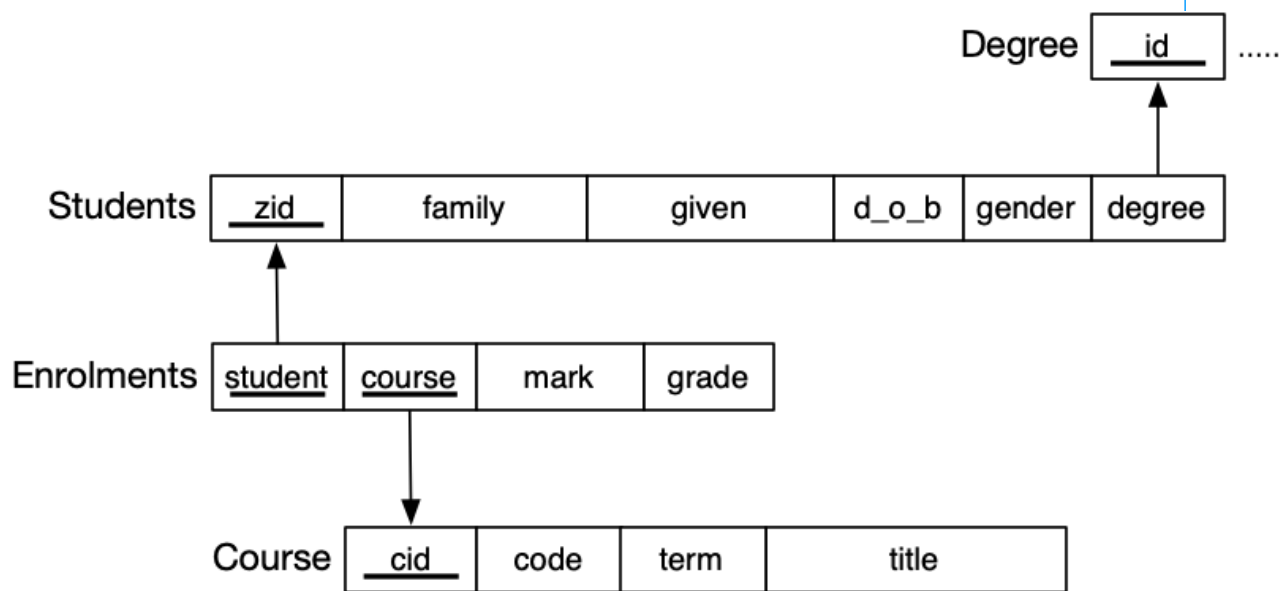 Degree id .....
Students zid family given d_o_b gender degree
Enrolments student course mark grade
Course cid code term title